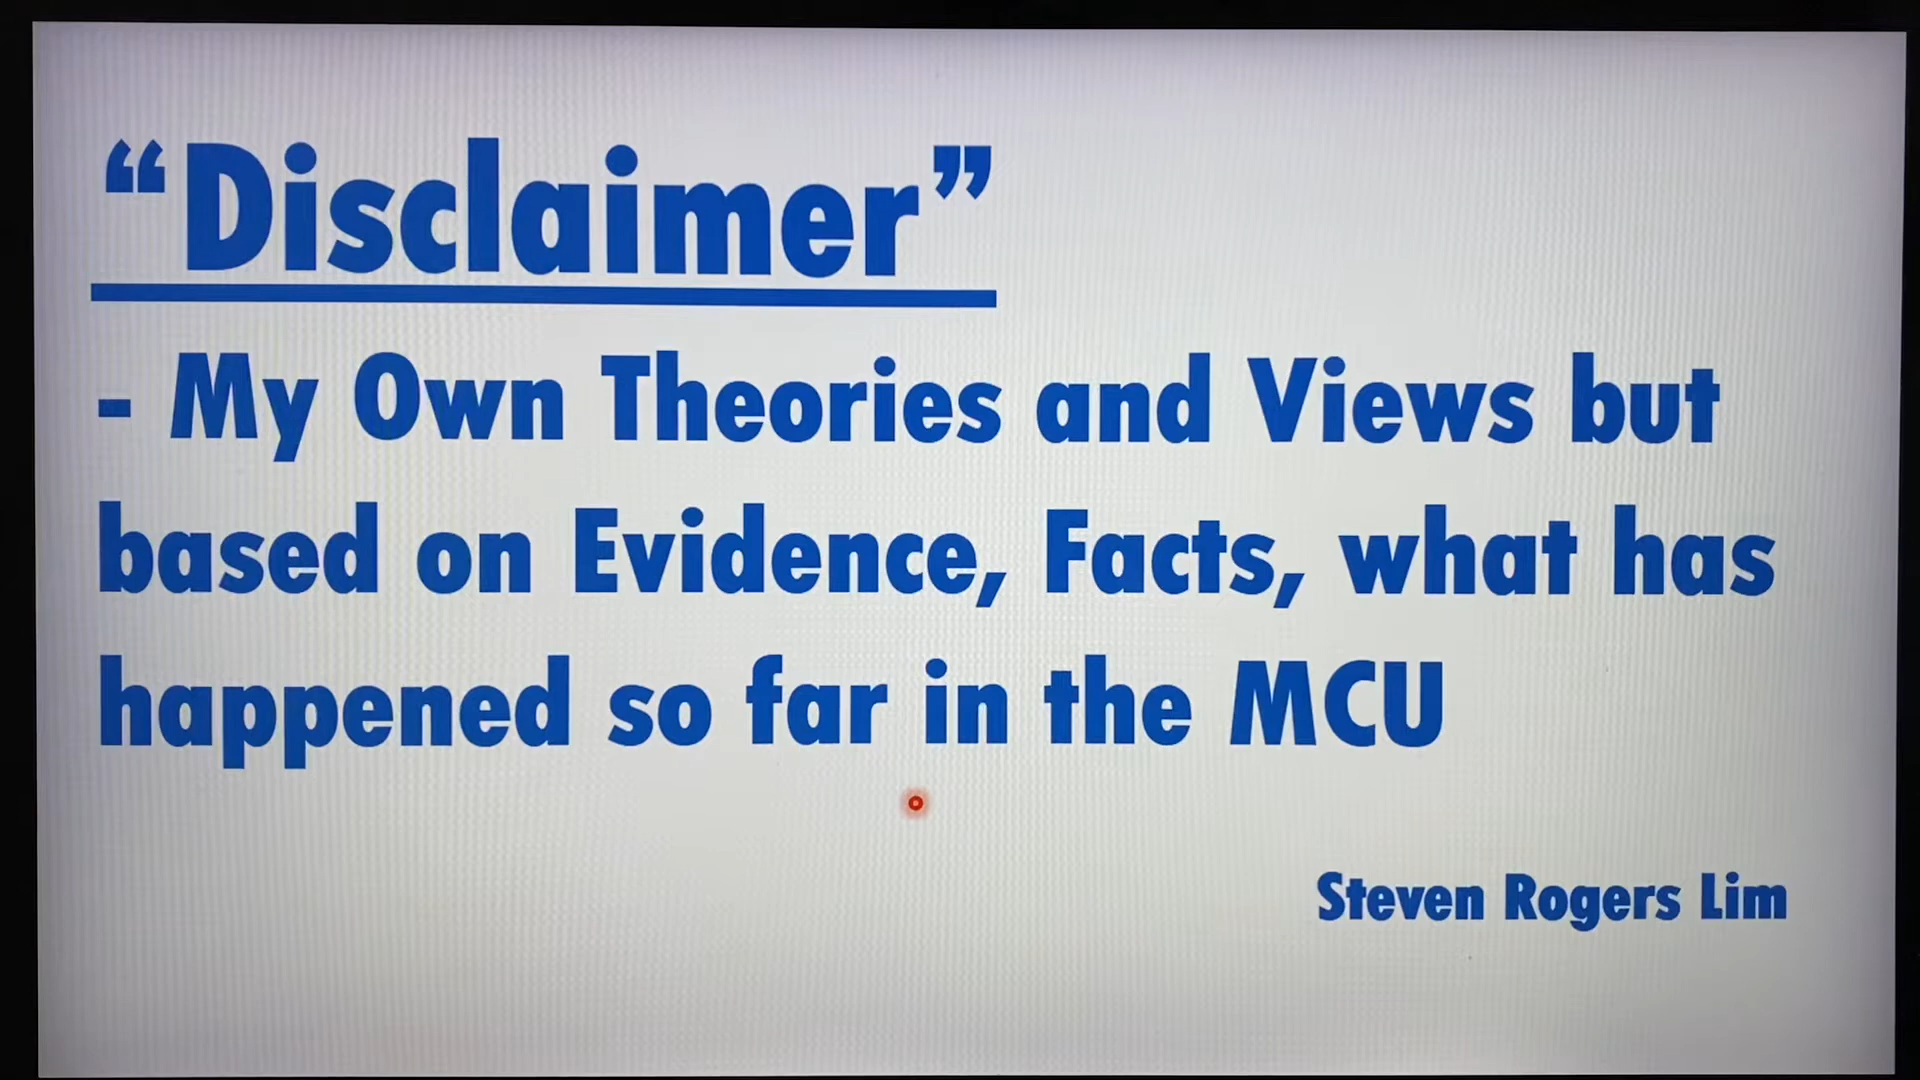 “Disclaimer”
- My Own Theories and Views but
based on Evidence, Facts, what has
happened so far in the MCU
Steven Rogers Lim